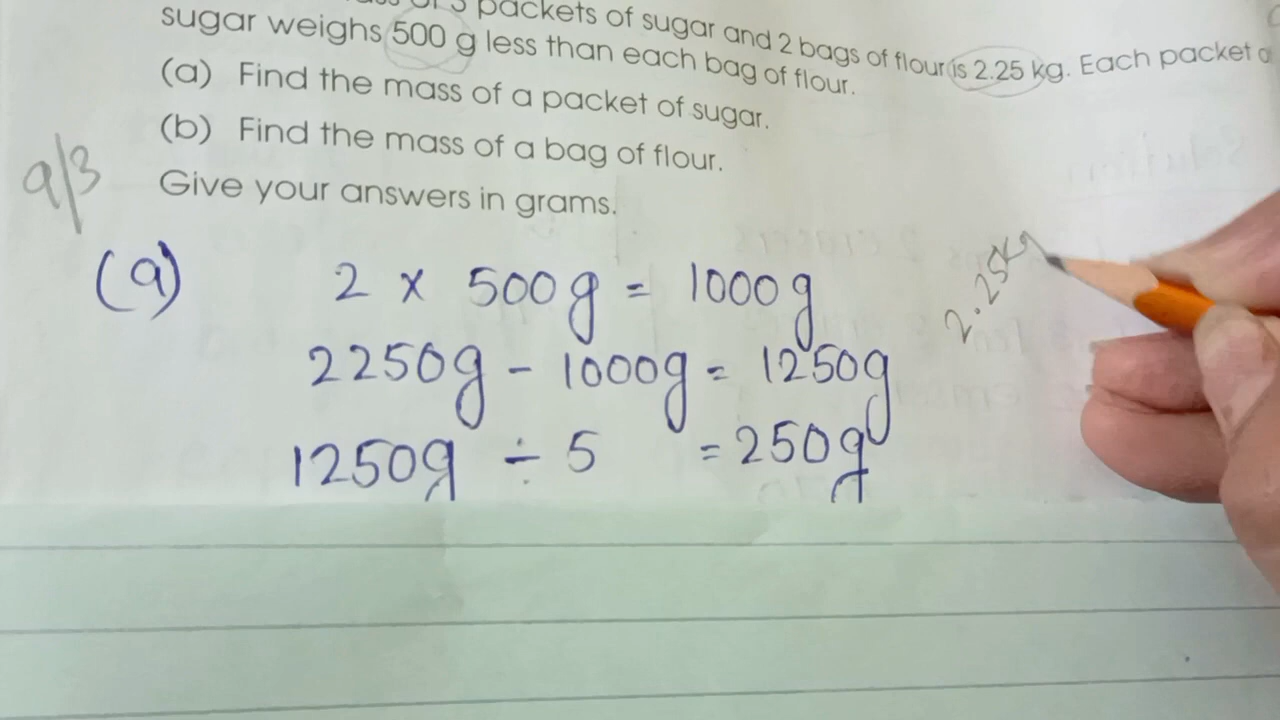 3 packets of sugar and 2 bags of flour is 2.25 kg. Each packet
sugar weighs 500 g less than each bag of flour.
(a) Find the mass of a packet of sugar.
(b) Find the mass of a bag of flour.
Give your answers in grams.
9/3
(a) 2 × 500g = 1000g
2250g - 1000g = 1250g
1250g ÷ 5 = 250g
2.25kg